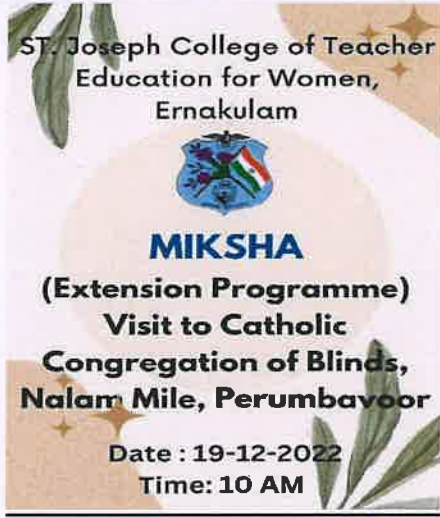 ST. Joseph College of Teacher
Education for Women,
Ernakulam
MIKSHA
(Extension Programme)
Visit to Catholic
Congregation of Blinds,
Nalam Mile, Perumbavoor
Date : 19-12-2022
Time: 10 AM